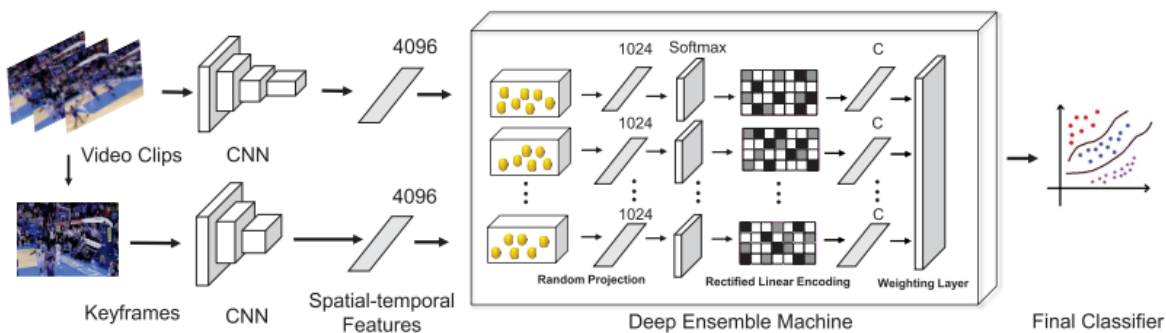 4096
1024
Softmax
C
Video Clips
CNN
1024
C
4096
1024
C
Random Projection
Rectified Linear Encoding
Weighting Layer
Keyframes
CNN
Spatial-temporal
Features
Deep Ensemble Machine
Final Classifier